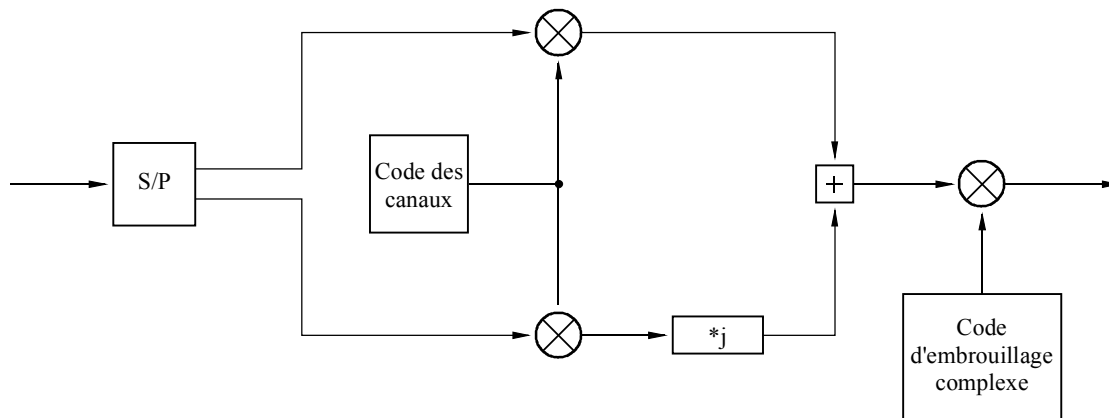 S/P
Code des
canaux
+
*j
Code
d'embrouillage
complexe